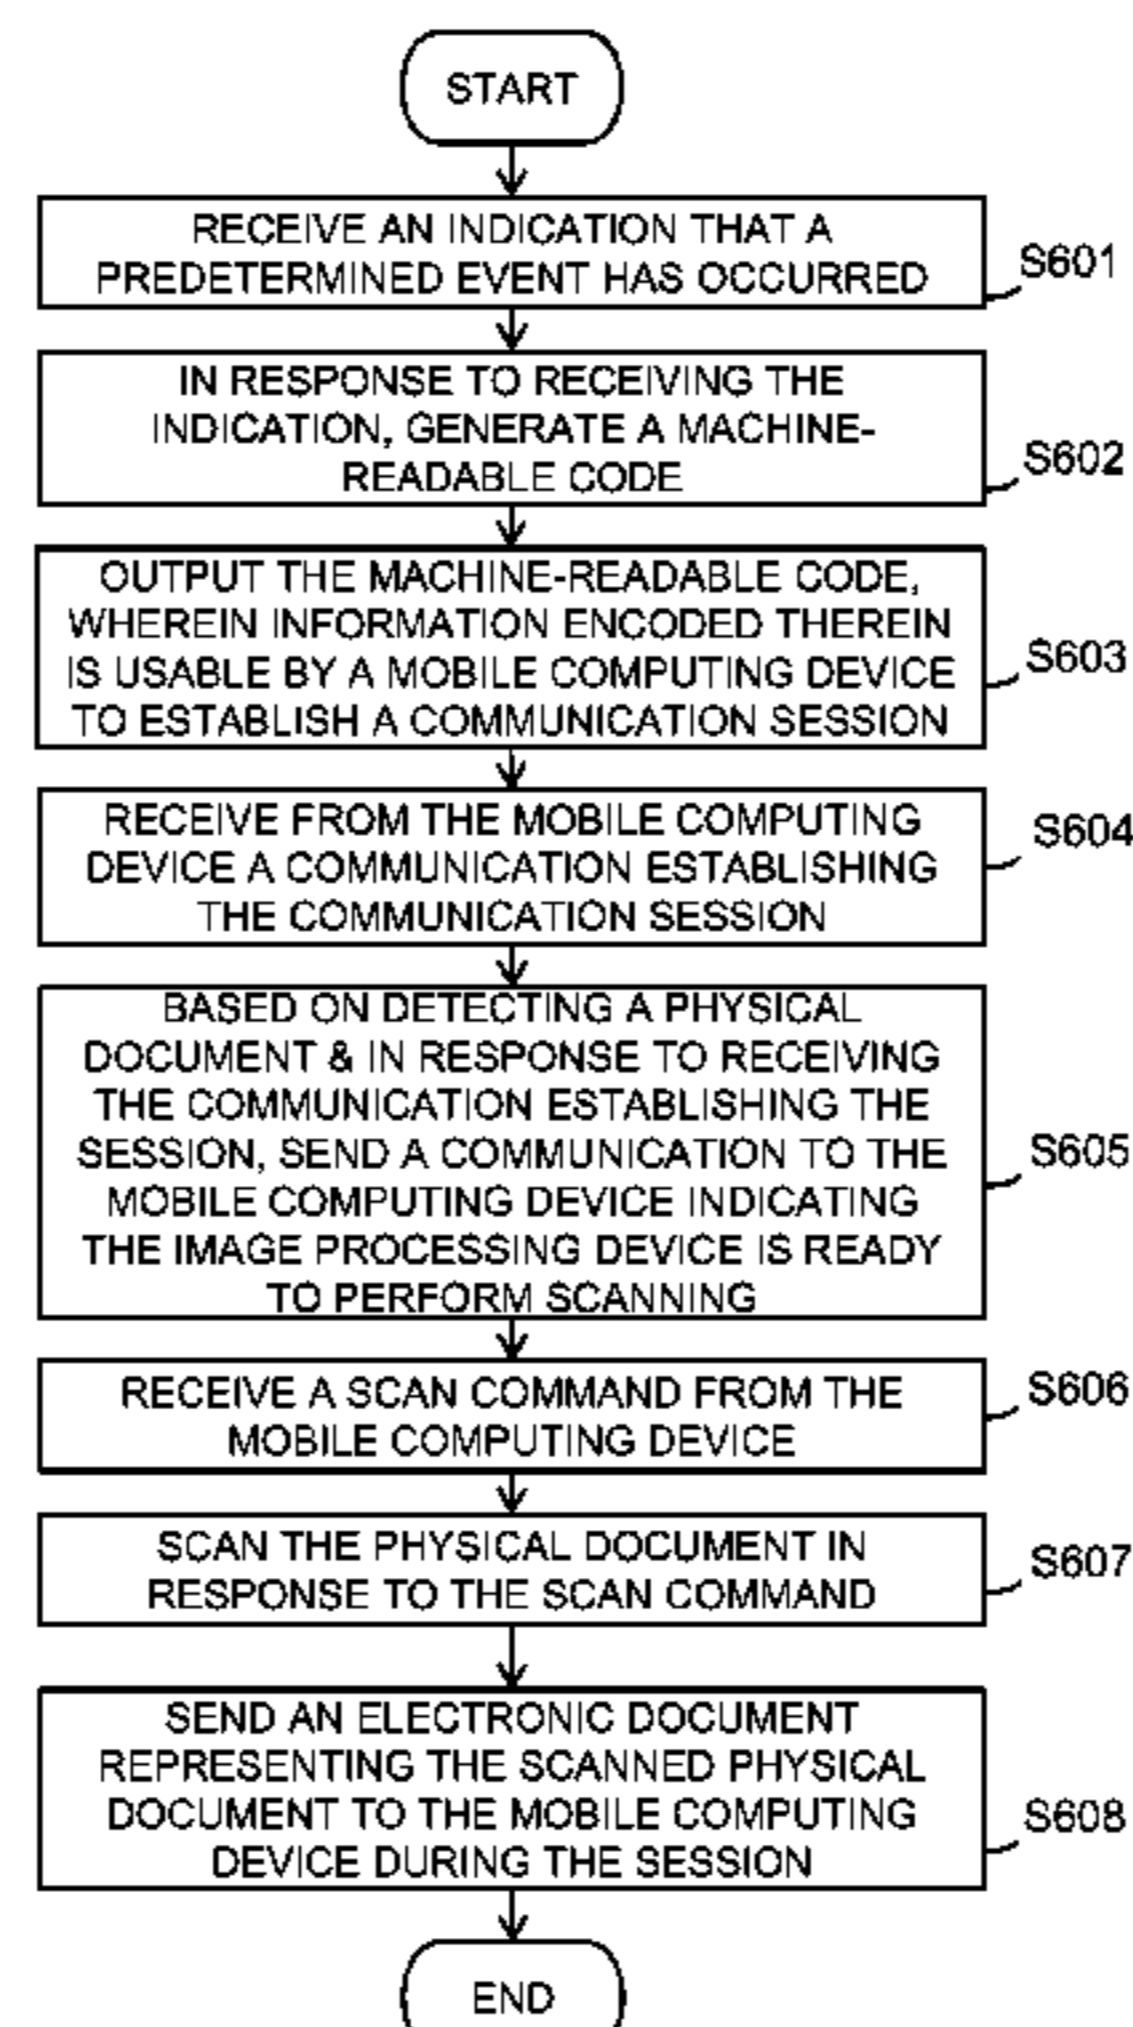 START
RECEIVE AN INDICATION THAT A
PREDETERMINED EVENT HAS OCCURRED
S601
IN RESPONSE TO RECEIVING THE
INDICATION, GENERATE A MACHINE-
READABLE CODE
S602
OUTPUT THE MACHINE-READABLE CODE,
WHEREIN INFORMATION ENCODED THEREIN
IS USABLE BY A MOBILE COMPUTING DEVICE
TO ESTABLISH A COMMUNICATION SESSION
S603
RECEIVE FROM THE MOBILE COMPUTING
DEVICE A COMMUNICATION ESTABLISHING
THE COMMUNICATION SESSION
S604
BASED ON DETECTING A PHYSICAL
DOCUMENT & IN RESPONSE TO RECEIVING
THE COMMUNICATION ESTABLISHING THE
SESSION, SEND A COMMUNICATION TO THE
MOBILE COMPUTING DEVICE INDICATING
THE IMAGE PROCESSING DEVICE IS READY
TO PERFORM SCANNING
S605
RECEIVE A SCAN COMMAND FROM THE
MOBILE COMPUTING DEVICE
S606
SCAN THE PHYSICAL DOCUMENT IN
RESPONSE TO THE SCAN COMMAND
S607
SEND AN ELECTRONIC DOCUMENT
REPRESENTING THE SCANNED PHYSICAL
DOCUMENT TO THE MOBILE COMPUTING
DEVICE DURING THE SESSION
S608
END